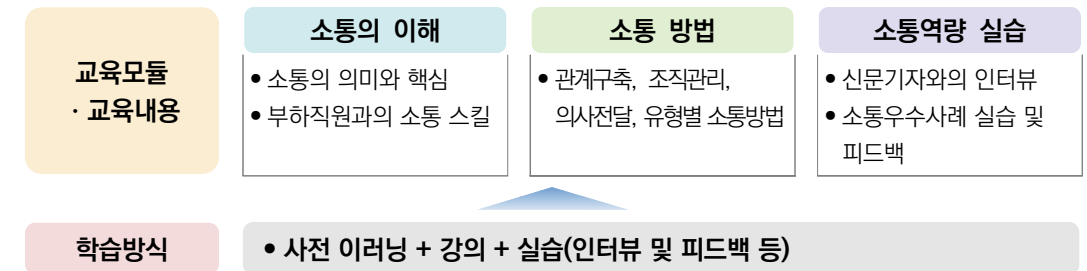 교육모듈
· 교육내용
소통의 이해
• 소통의 의미와 핵심
• 부하직원과의 소통 스킬
소통 방법
• 관계구축, 조직관리,
의사전달, 유형별 소통방법
소통역량 실습
• 신문기자와의 인터뷰
• 소통우수사례 실습 및
피드백
학습방식
• 사전 이러닝 + 강의 + 실습(인터뷰 및 피드백 등)